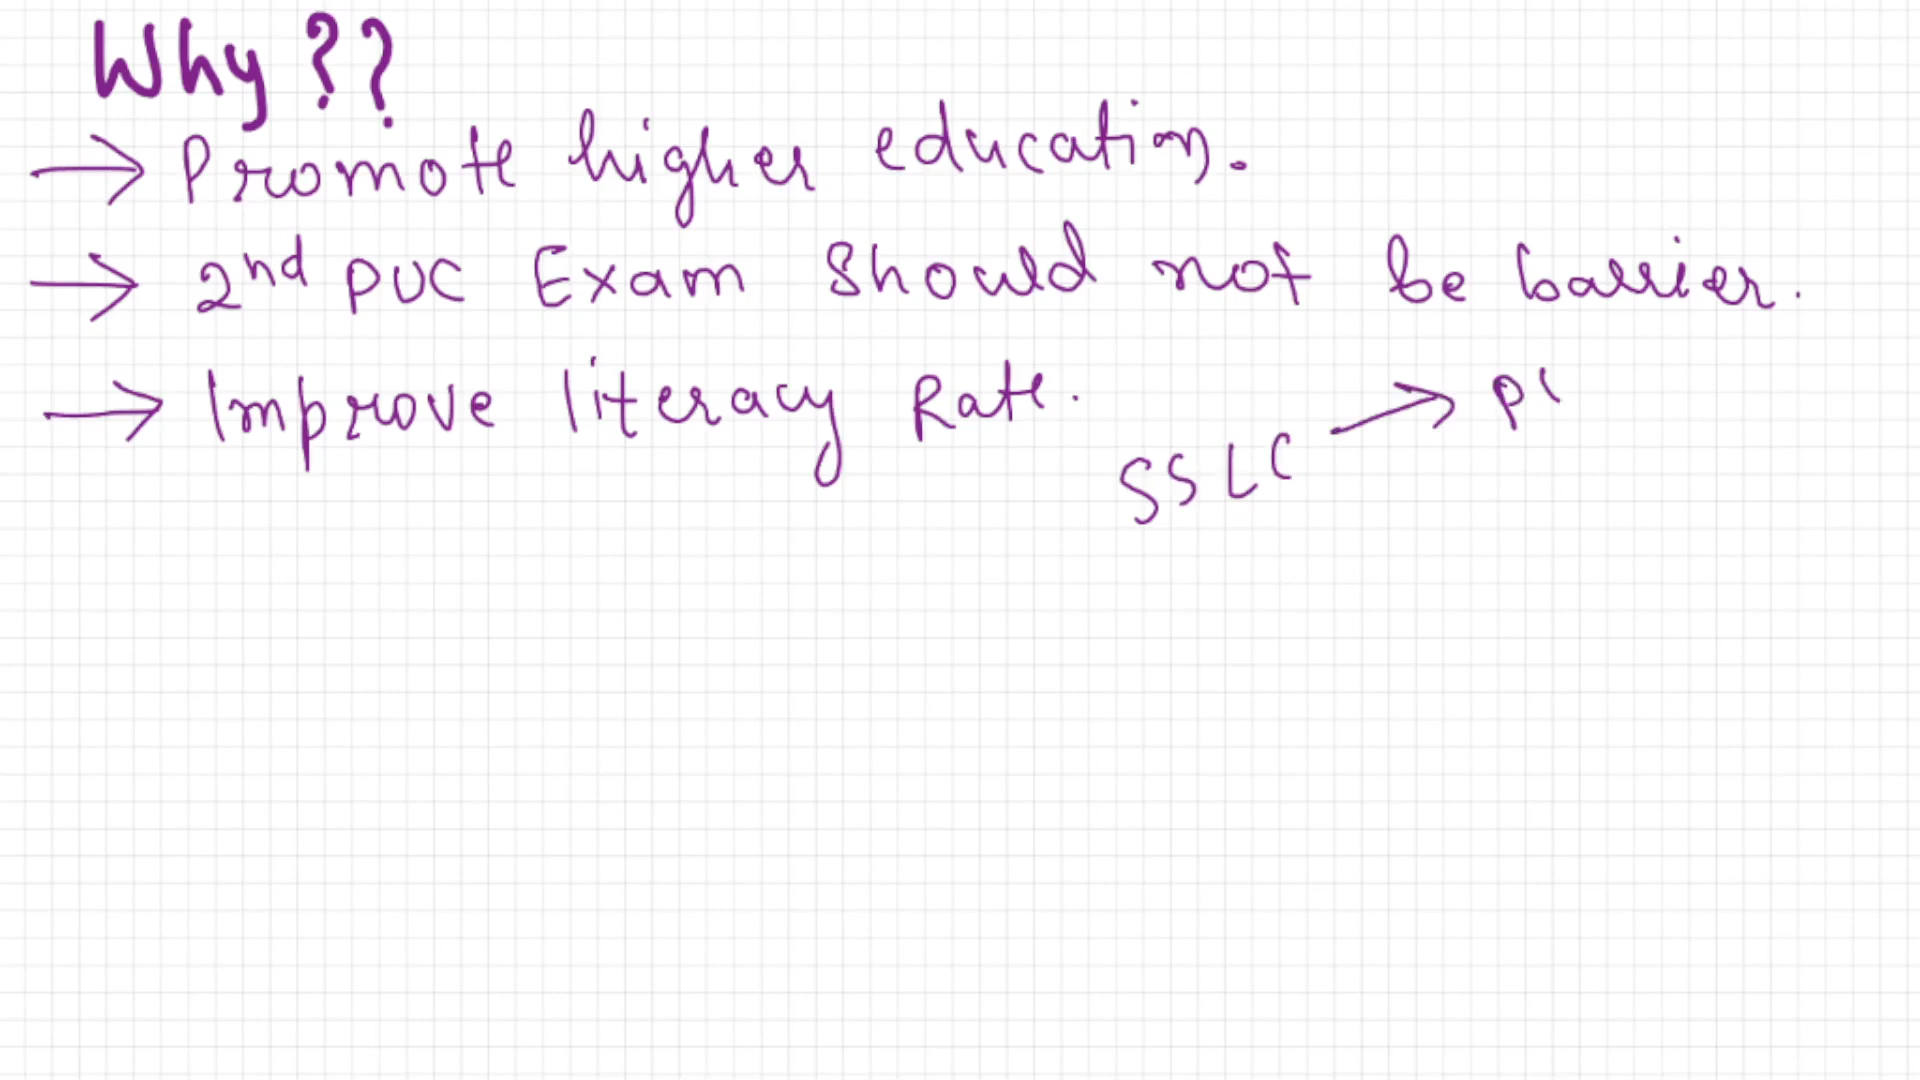 Why??
→ Promote higher education.
→ 2nd PUC Exam Should not be barrier.
→ Improve literacy Rate.
SSLC → P